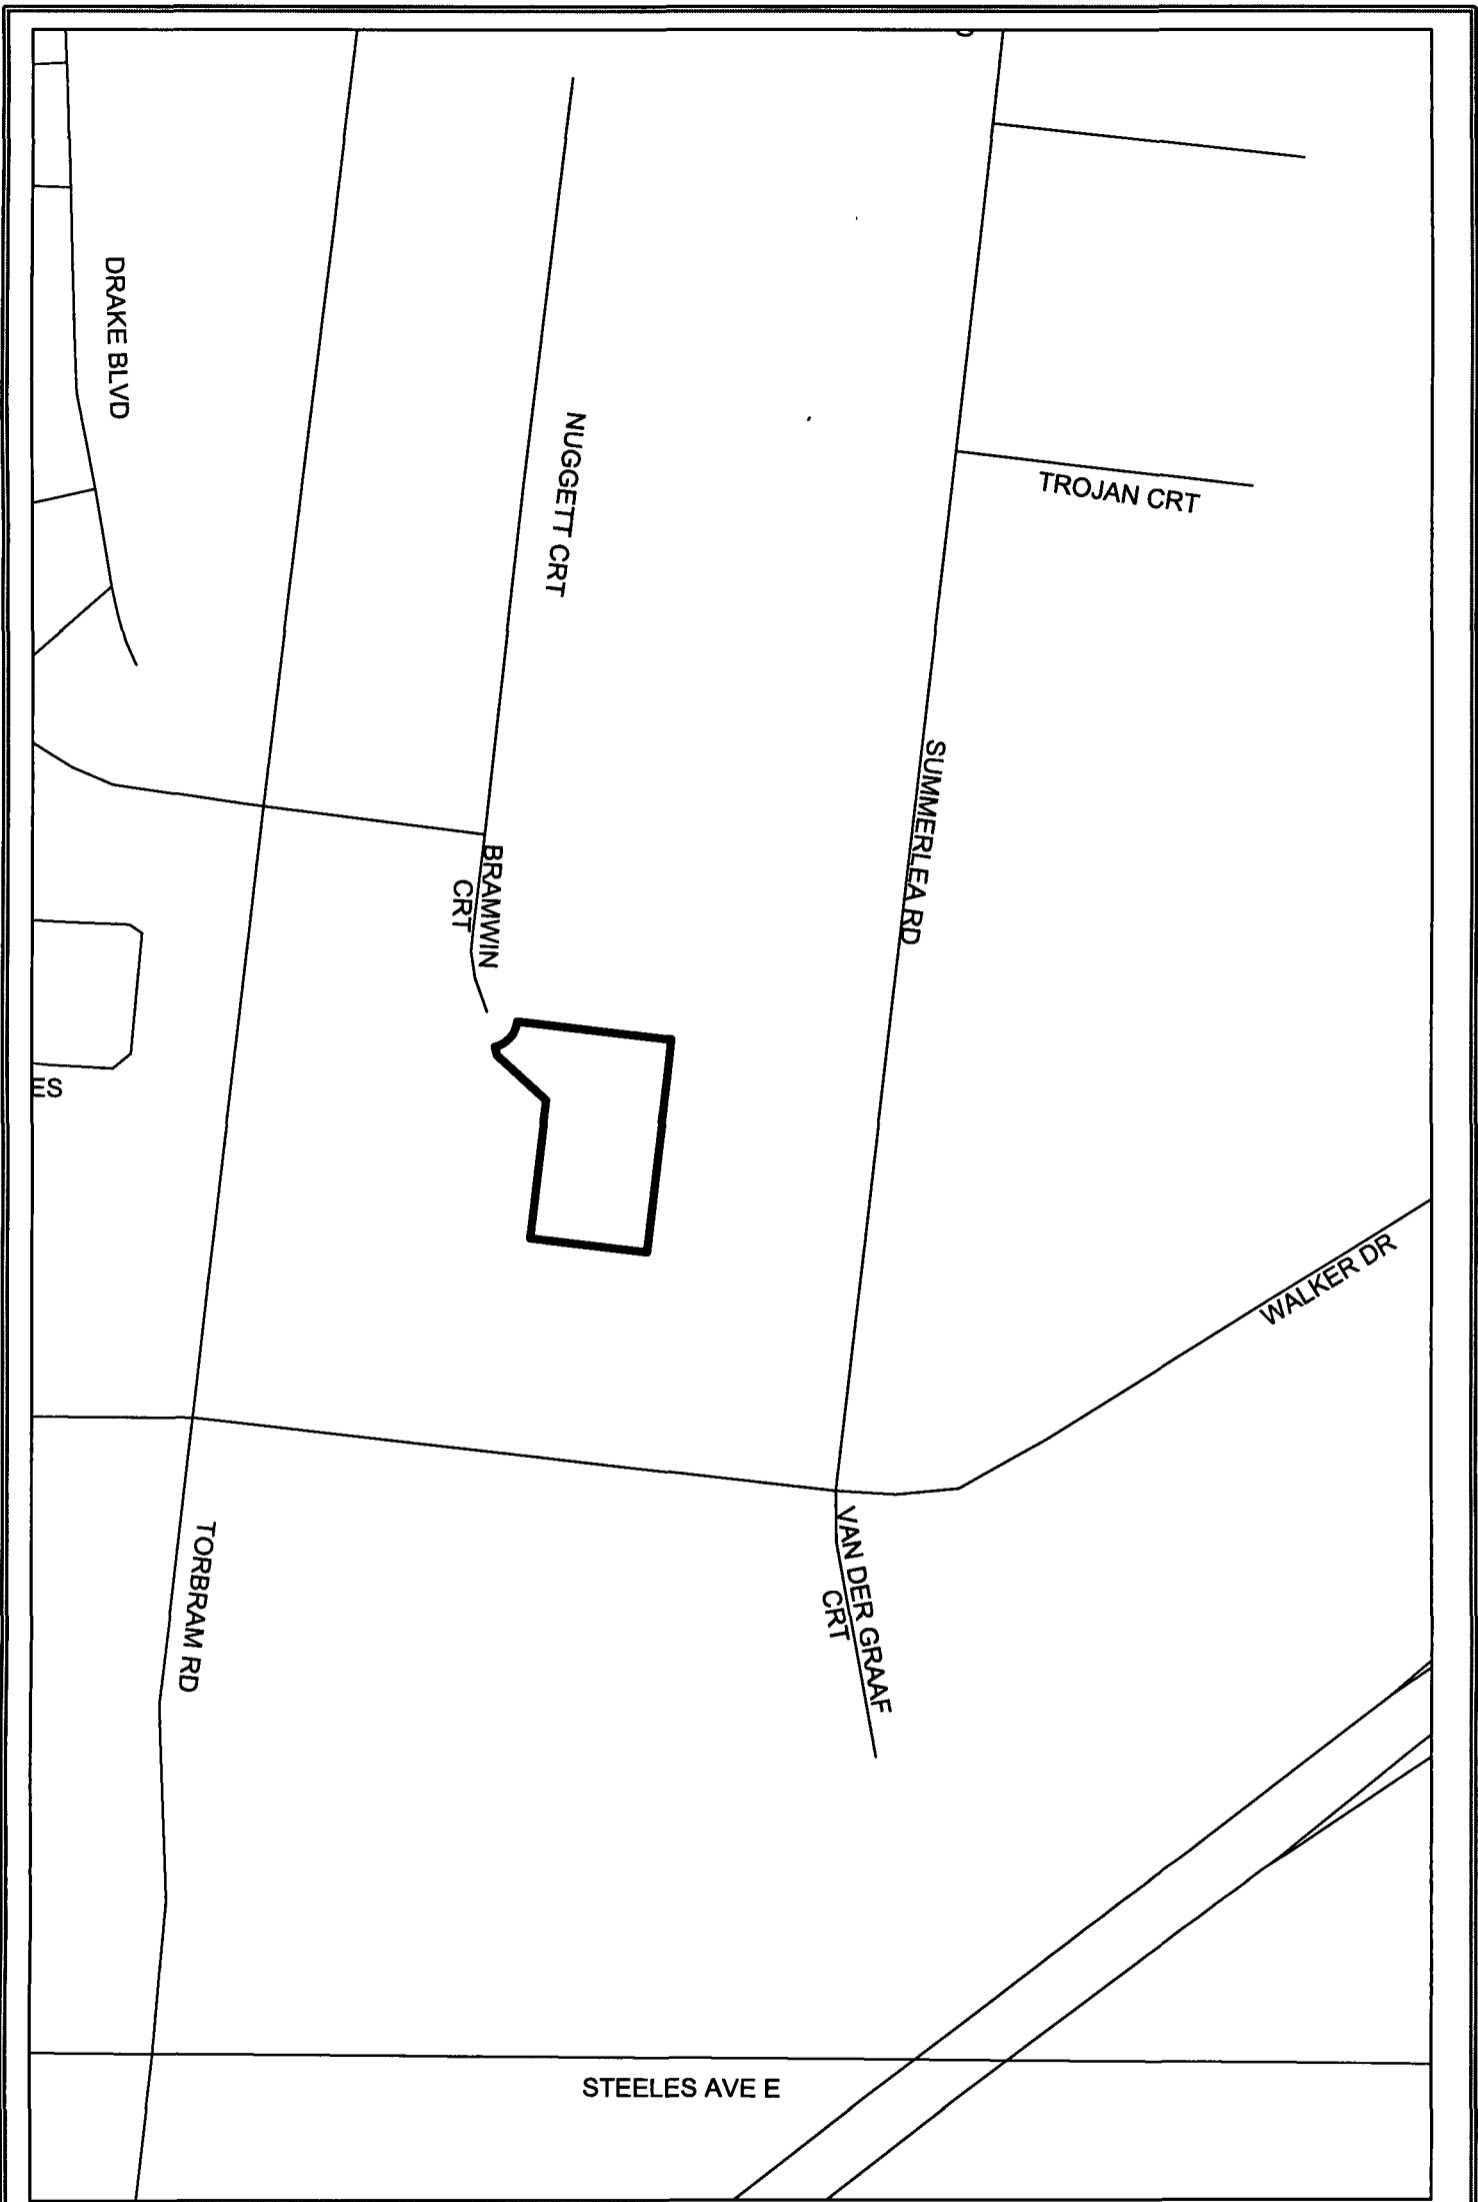 DRAKE BLVD
NUGGETT CRT
TROJAN CRT
SUMMERLEA RD
BRAMWIN
CRT
ES
WALKER DR
VAN DER GRAAF
CRT
TORBRAM RD
STEELES AVE E